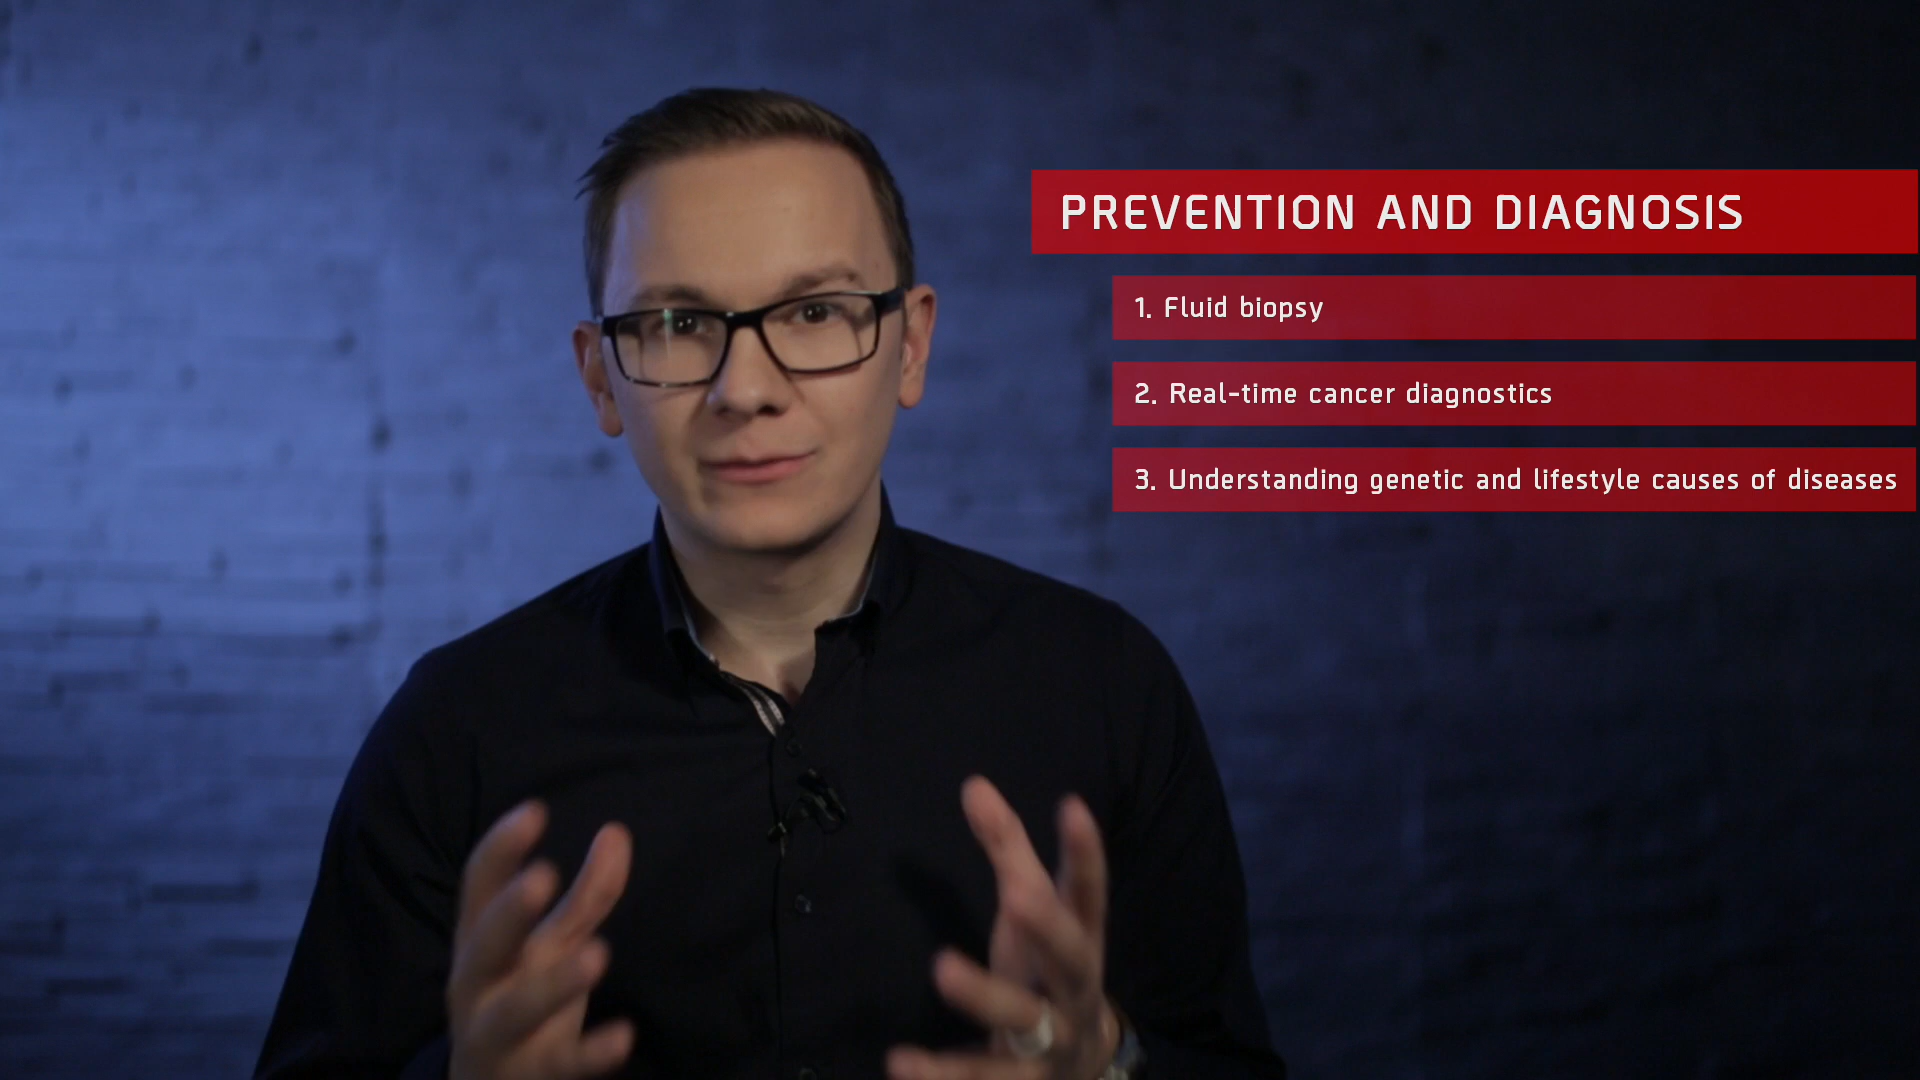 PREVENTION AND DIAGNOSIS
1. Fluid biopsy
2. Real-time cancer diagnostics
3. Understanding genetic and lifestyle causes of diseases